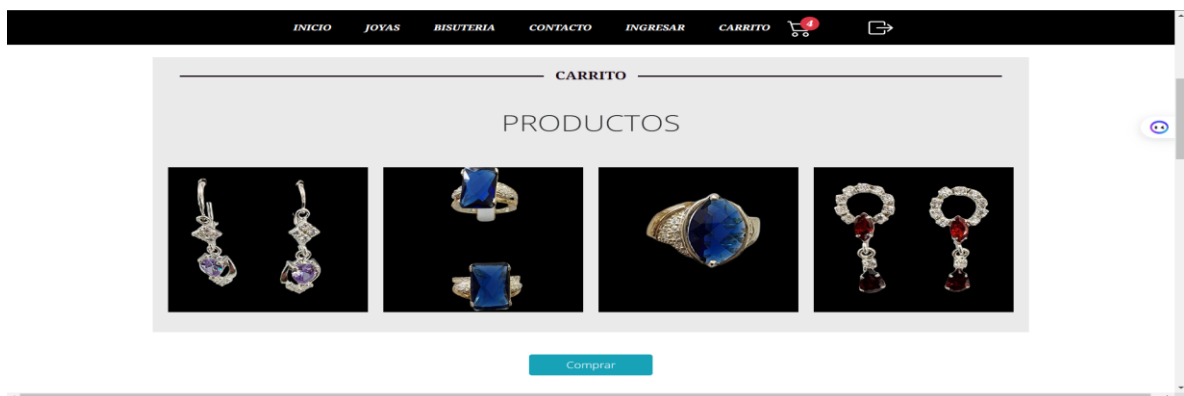 INICIO JOYAS BISUTERIA CONTACTO INGRESAR CARRITO 4
CARRITO
PRODUCTOS
Comprar